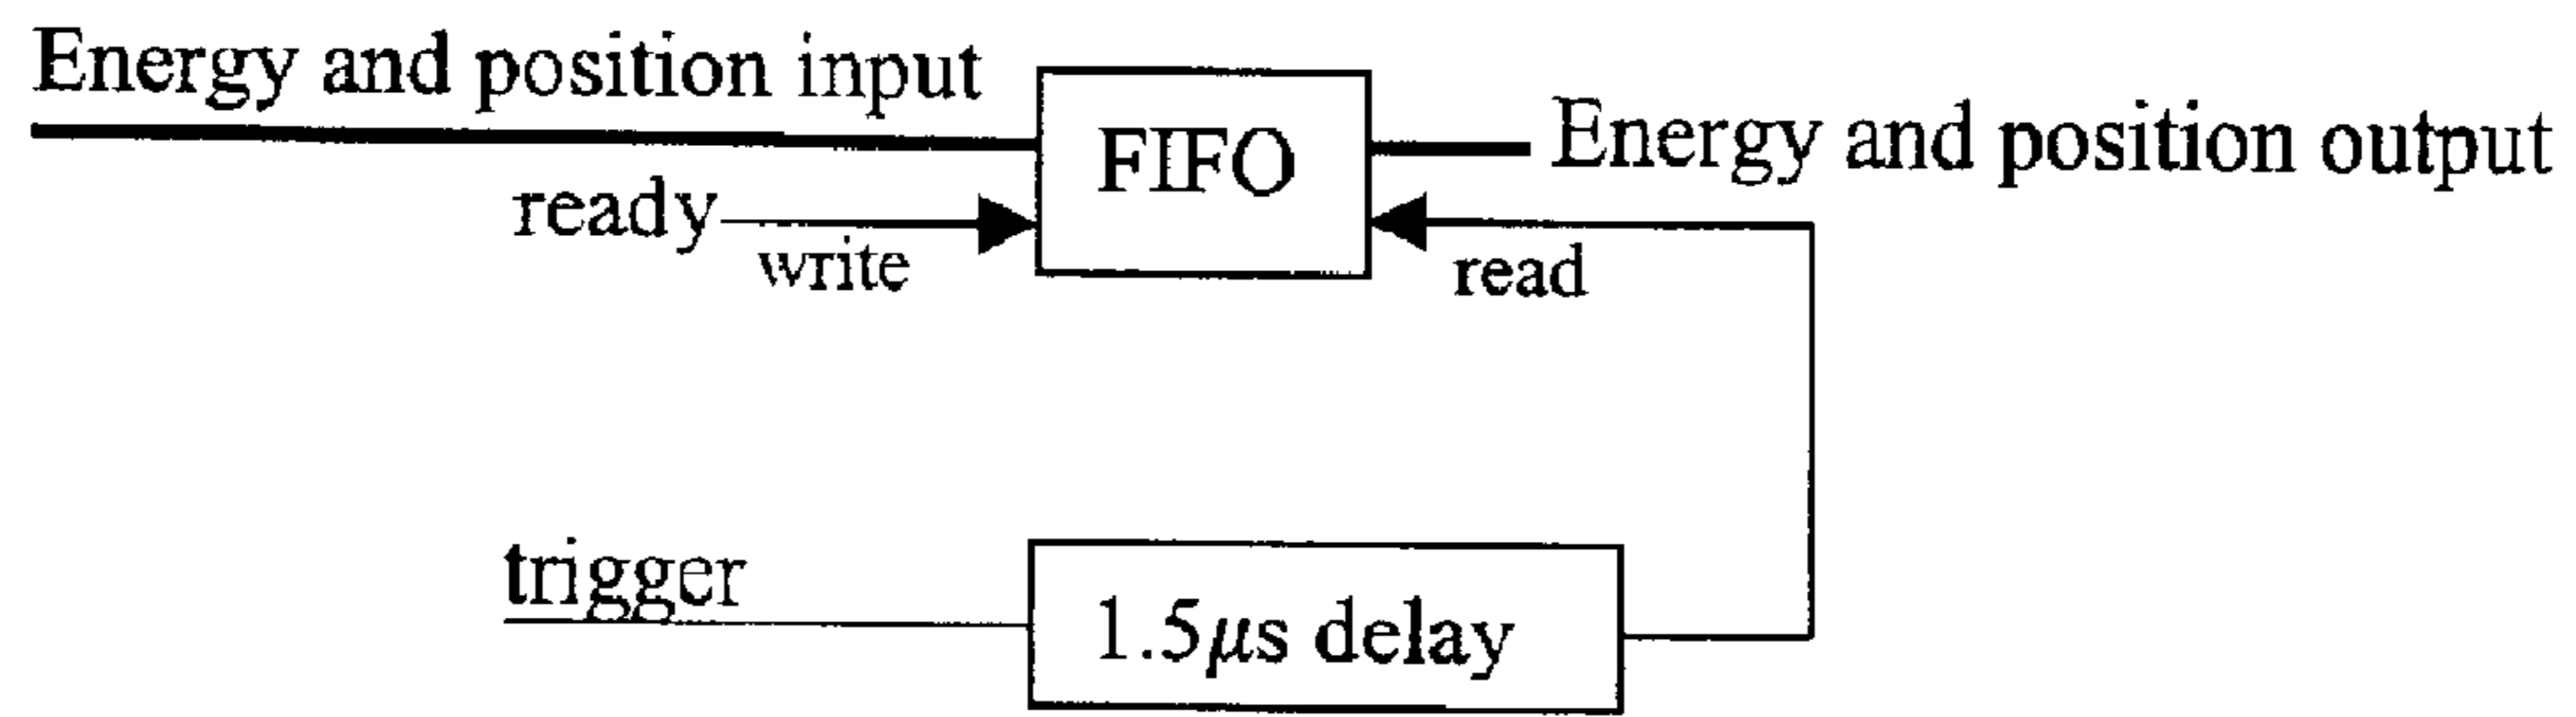 Energy and position input
FIFO
Energy and position output
ready
write
read
trigger
1.5μs delay